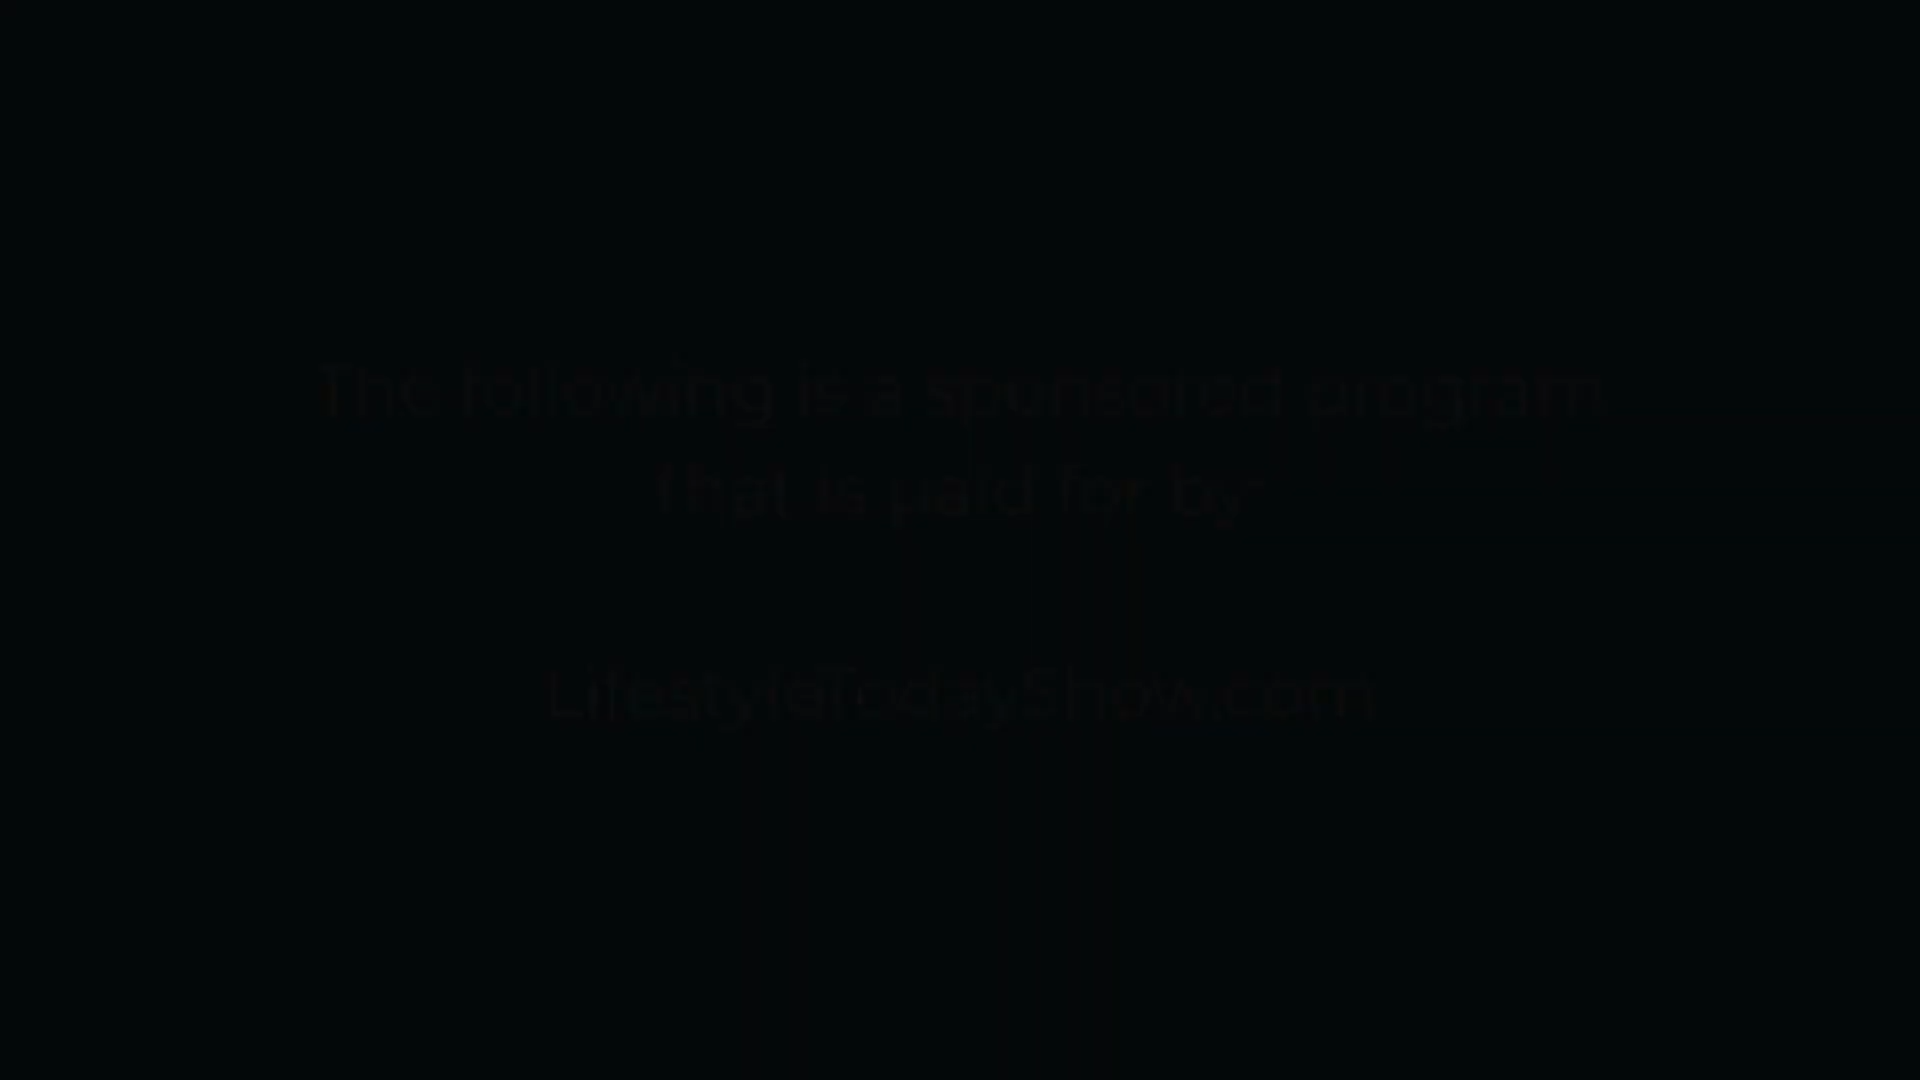 The following is a sponsored program
that is paid for by:
LifestyleTodayShow.com